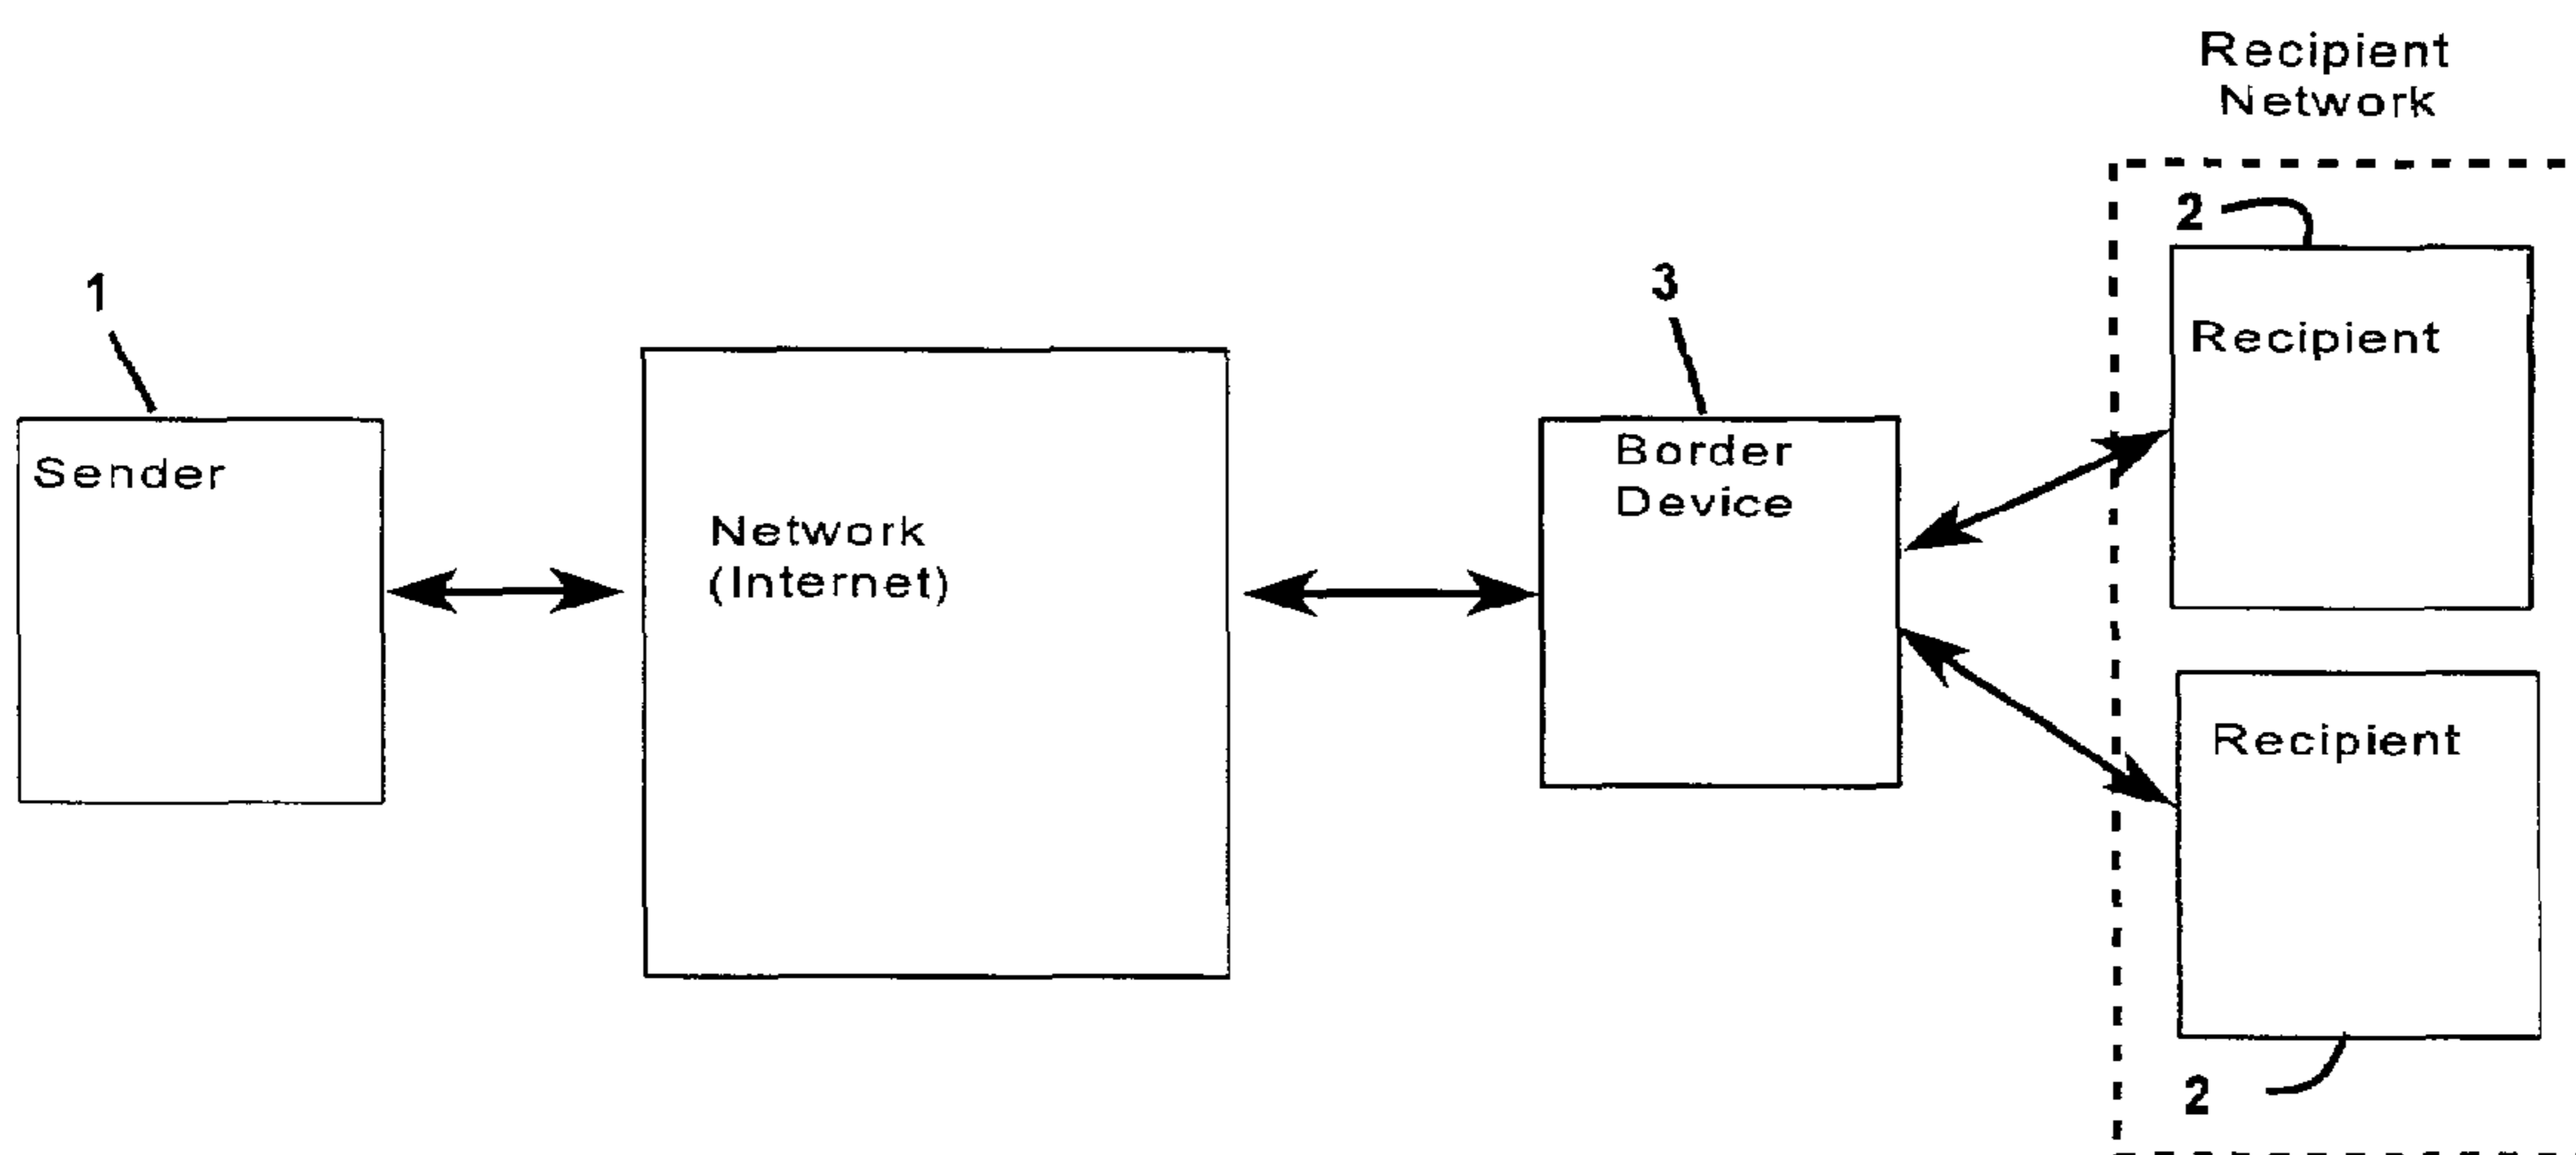 Recipient
Network
2
Recipient
1
3
Sender
Network
(Internet)
Border
Device
Recipient
2